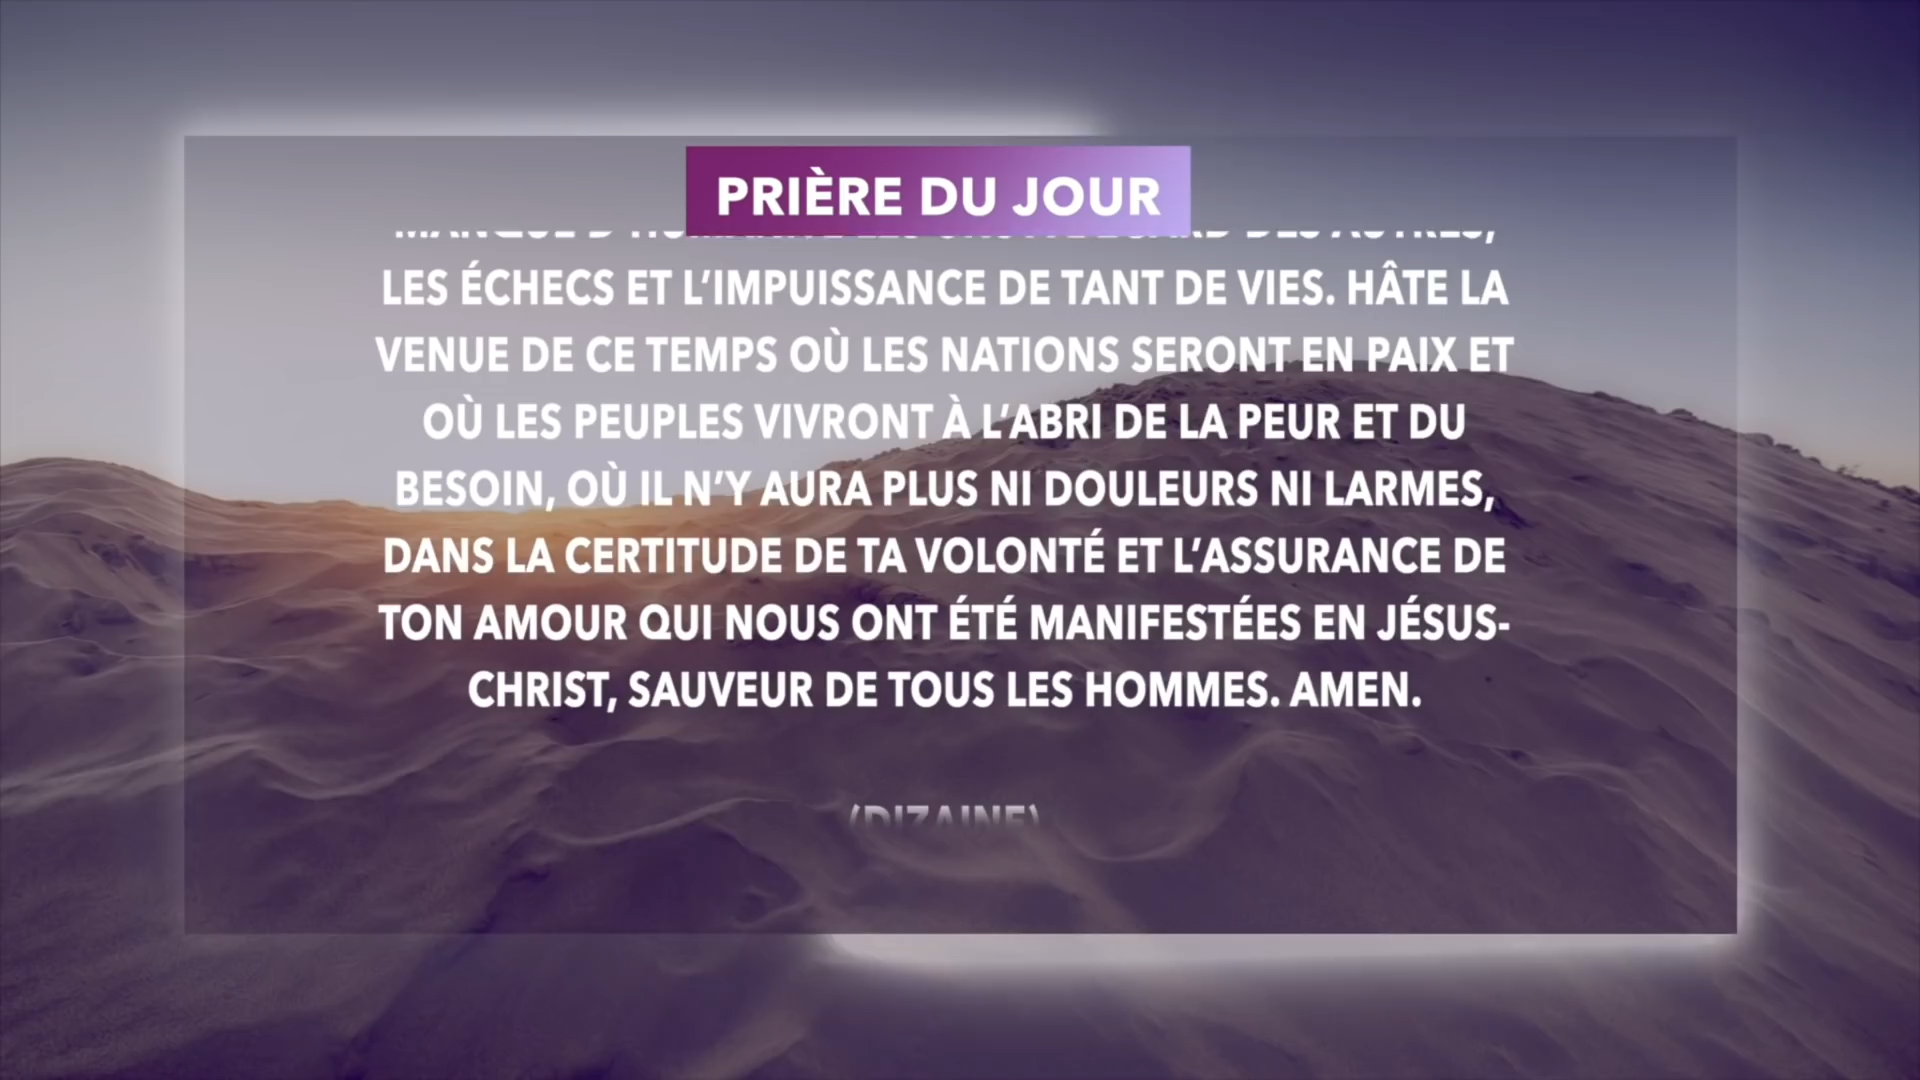 PRIÈRE DU JOUR
LES ÉCHECS ET L’IMPUISSANCE DE TANT DE VIES. HÂTE LA
VENUE DE CE TEMPS OÙ LES NATIONS SERONT EN PAIX ET
OÙ LES PEUPLES VIVRONT À L’ABRI DE LA PEUR ET DU
BESOIN, OÙ IL N’Y AURA PLUS NI DOULEURS NI LARMES,
DANS LA CERTITUDE DE TA VOLONTÉ ET L’ASSURANCE DE
TON AMOUR QUI NOUS ONT ÉTÉ MANIFESTÉES EN JÉSUS-
CHRIST, SAUVEUR DE TOUS LES HOMMES. AMEN.
(DIZAINE)